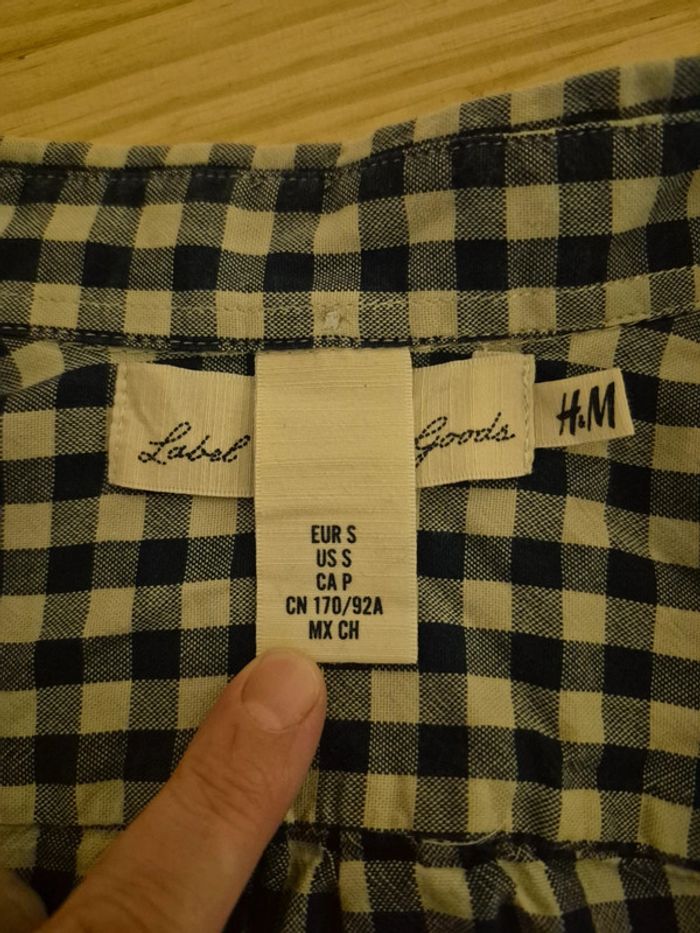 Label Goods
H&M
EUR S
US S
CA P
CN 170/92A
MX CH